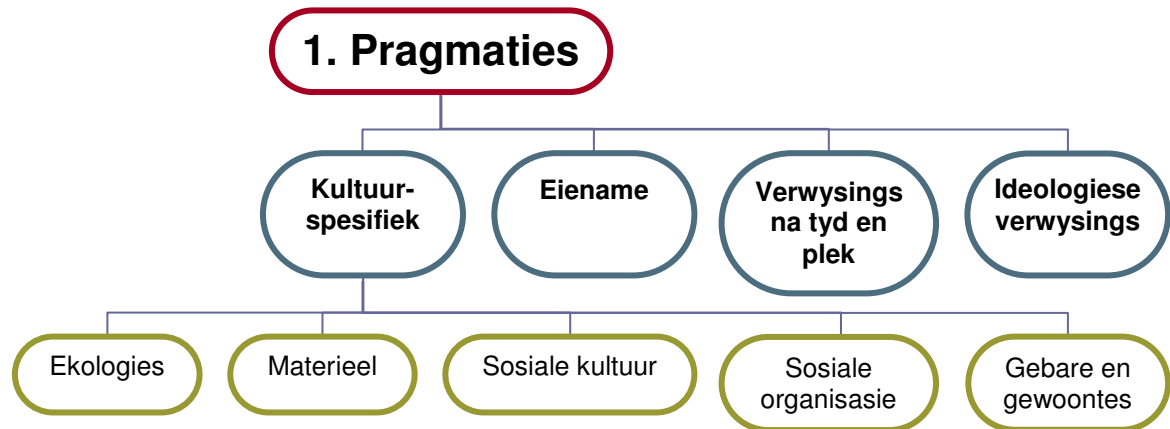 1. Pragmaties
Kultuur-
spesifiek
Eiename
Verwysings
na tyd en
plek
Ideologiese
verwysings
Ekologies
Materieel
Sosiale kultuur
Sosiale
organisasie
Gebare en
gewoontes